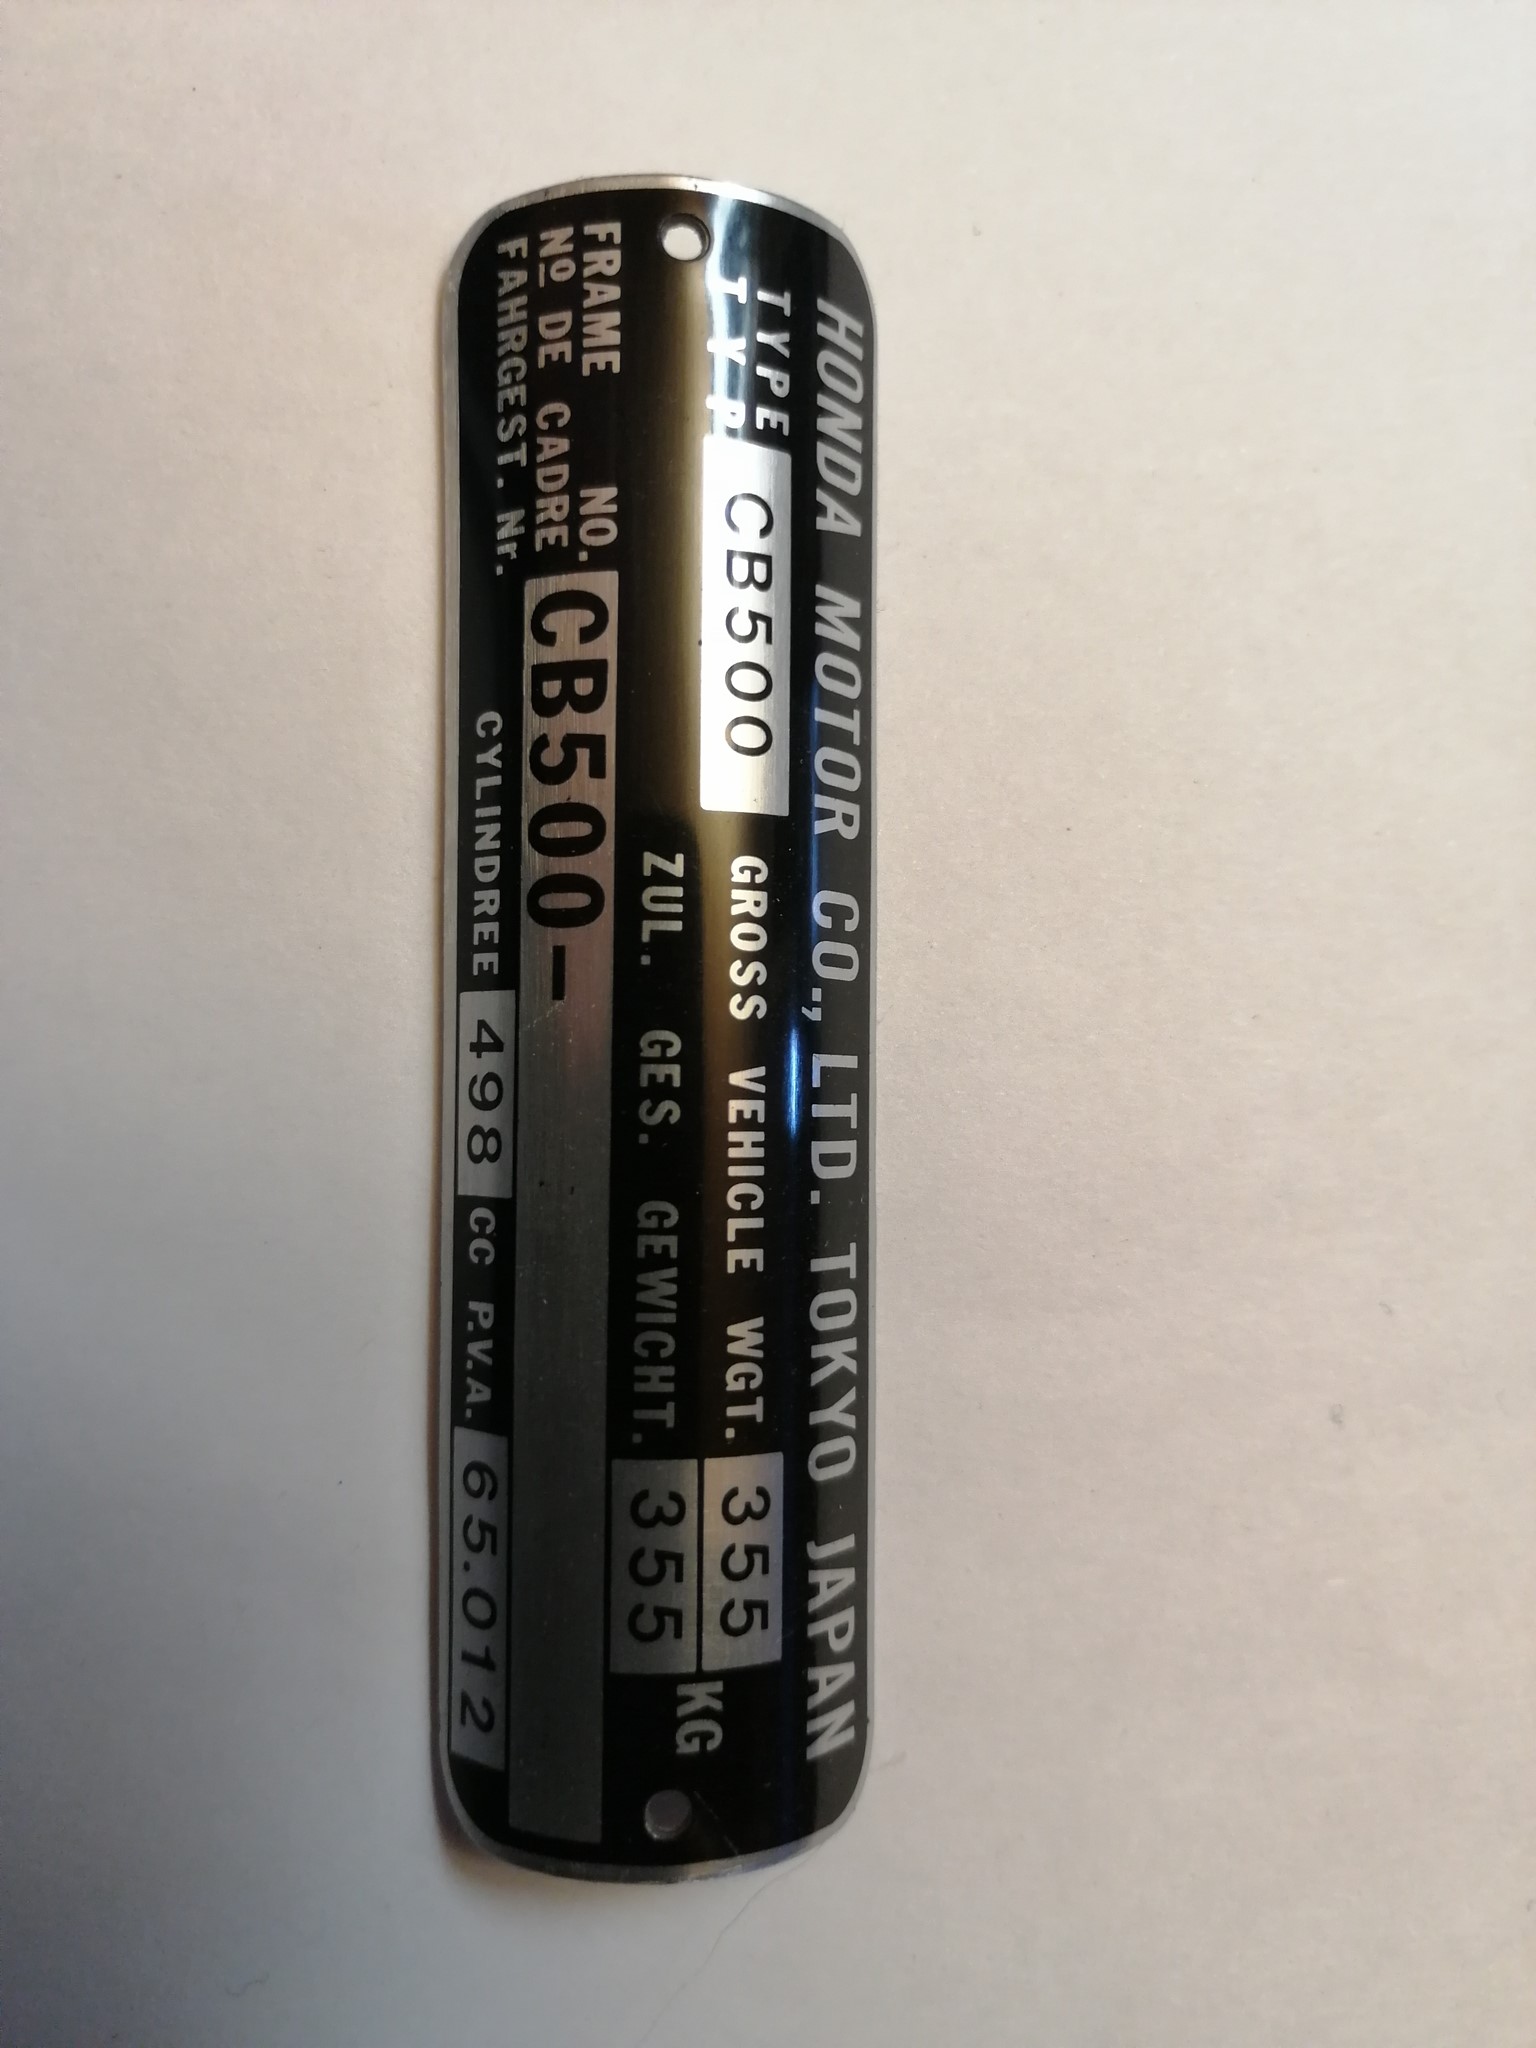 HONDA MOTOR CO., LTD. TOKYO JAPAN
TYPE
TYP CB500
GROSS VEHICLE WGT. 355
ZUL. GES. GEWICHT. 355
KG
FRAME NO.
Nº DE CADRE
FAHRGEST. Nr.
CB500-
CYLINDREE 498 CC P.V.A. 65.012